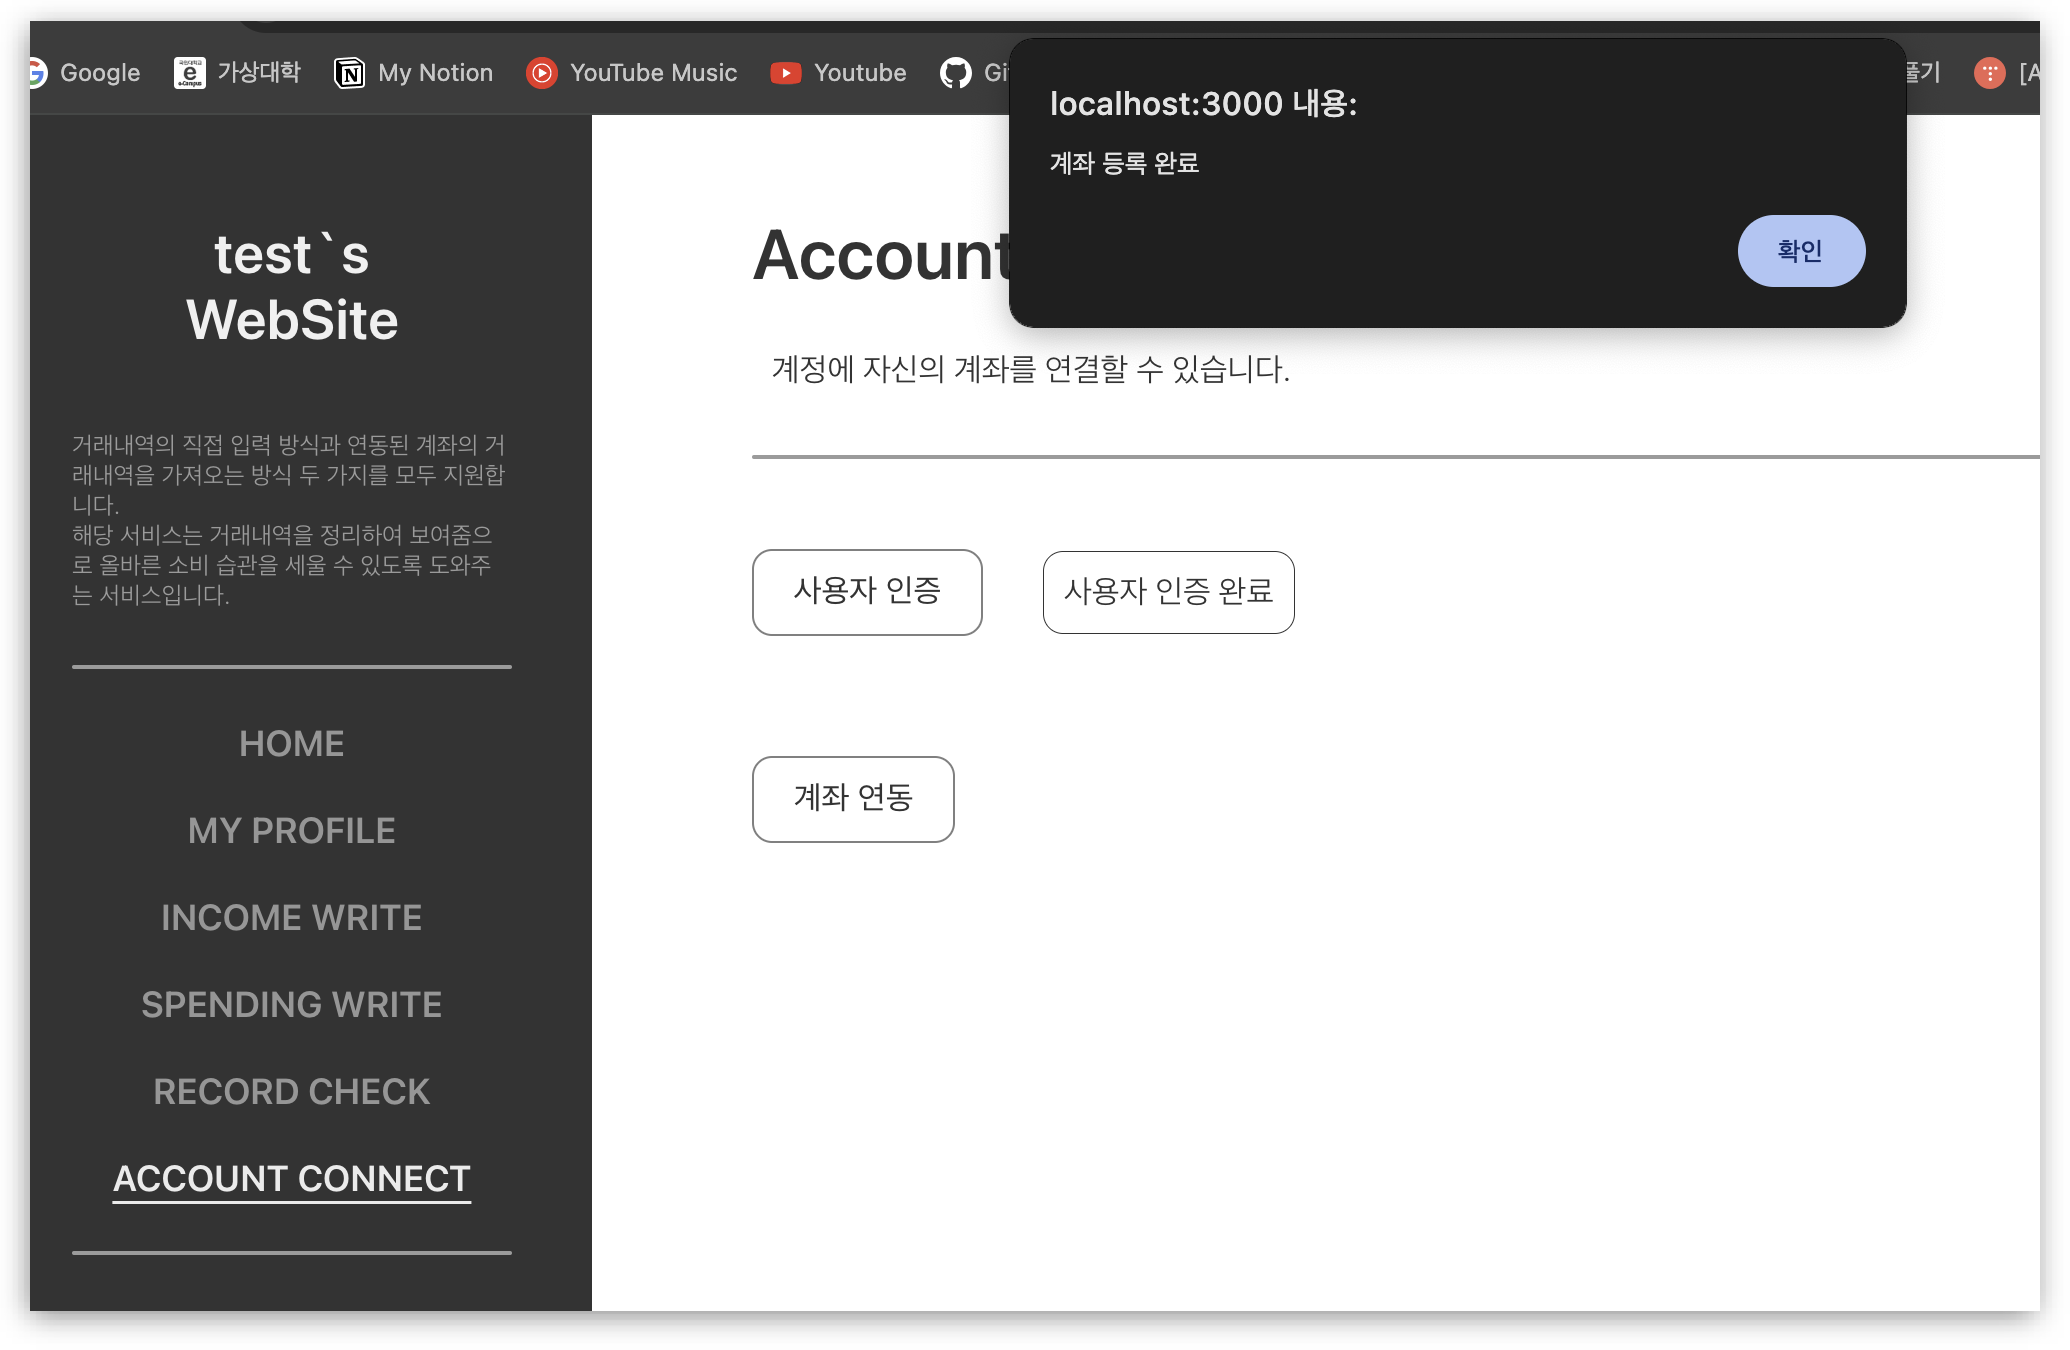 Google 가상대학 My Notion YouTube Music Youtube
localhost:3000 내용:
계좌 등록 완료
확인
test`s
WebSite
거래내역의 직접 입력 방식과 연동된 계좌의 거
래내역을 가져오는 방식 두 가지를 모두 지원합
니다.
해당 서비스는 거래내역을 정리하여 보여줌으
로 올바른 소비 습관을 세울 수 있도록 도와주
는 서비스입니다.
HOME
MY PROFILE
INCOME WRITE
SPENDING WRITE
RECORD CHECK
ACCOUNT CONNECT
Account
계정에 자신의 계좌를 연결할 수 있습니다.
사용자 인증
사용자 인증 완료
계좌 연동